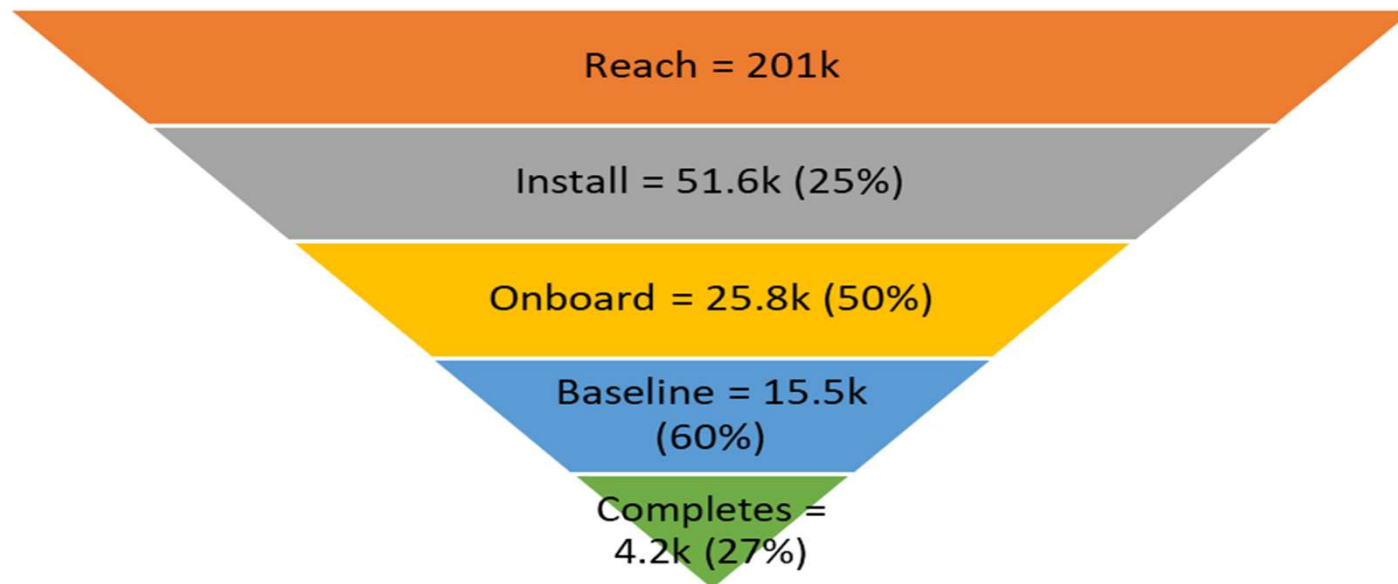 Reach = 201k
Install = 51.6k (25%)
Onboard = 25.8k (50%)
Baseline = 15.5k
(60%)
Completes =
4.2k (27%)